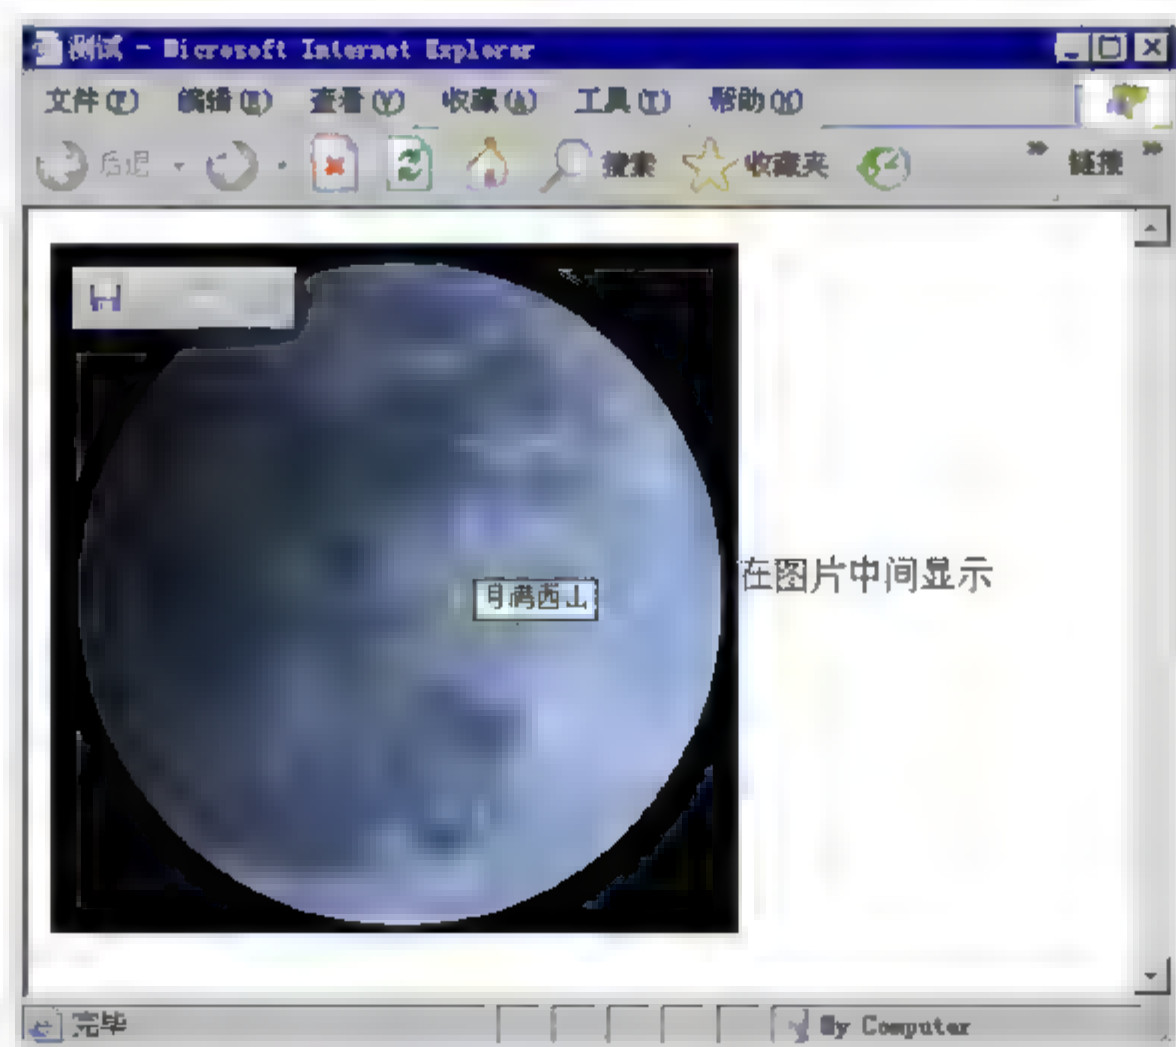 测试 - Microsoft Internet Explorer
文件(F) 编辑(E) 查看(V) 收藏(A) 工具(T) 帮助(H)
后退 搜索 收藏夹 链接
月满西山
在图片中间显示
完毕 My Computer